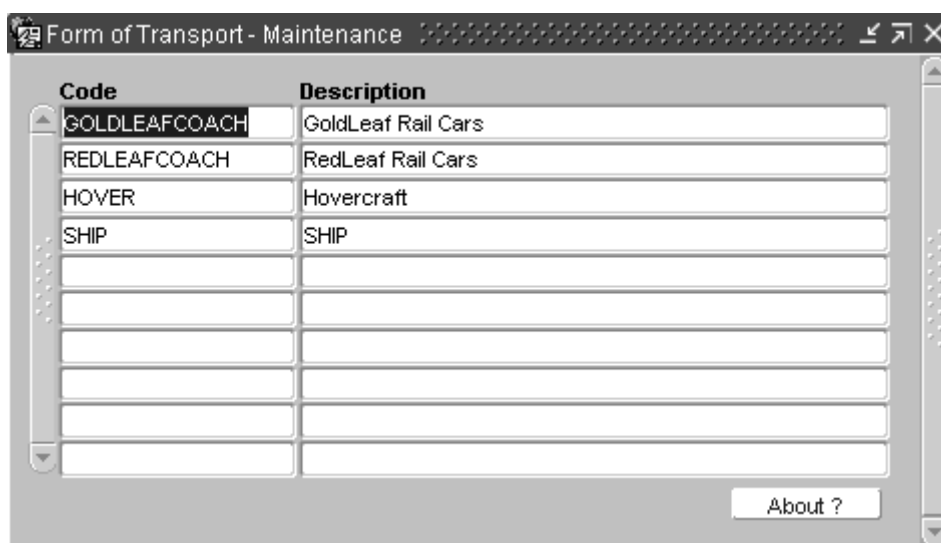 Form of Transport - Maintenance
Code Description
GOLDLEAFCOACH GoldLeaf Rail Cars
REDLEAFCOACH RedLeaf Rail Cars
HOVER Hovercraft
SHIP SHIP
About ?